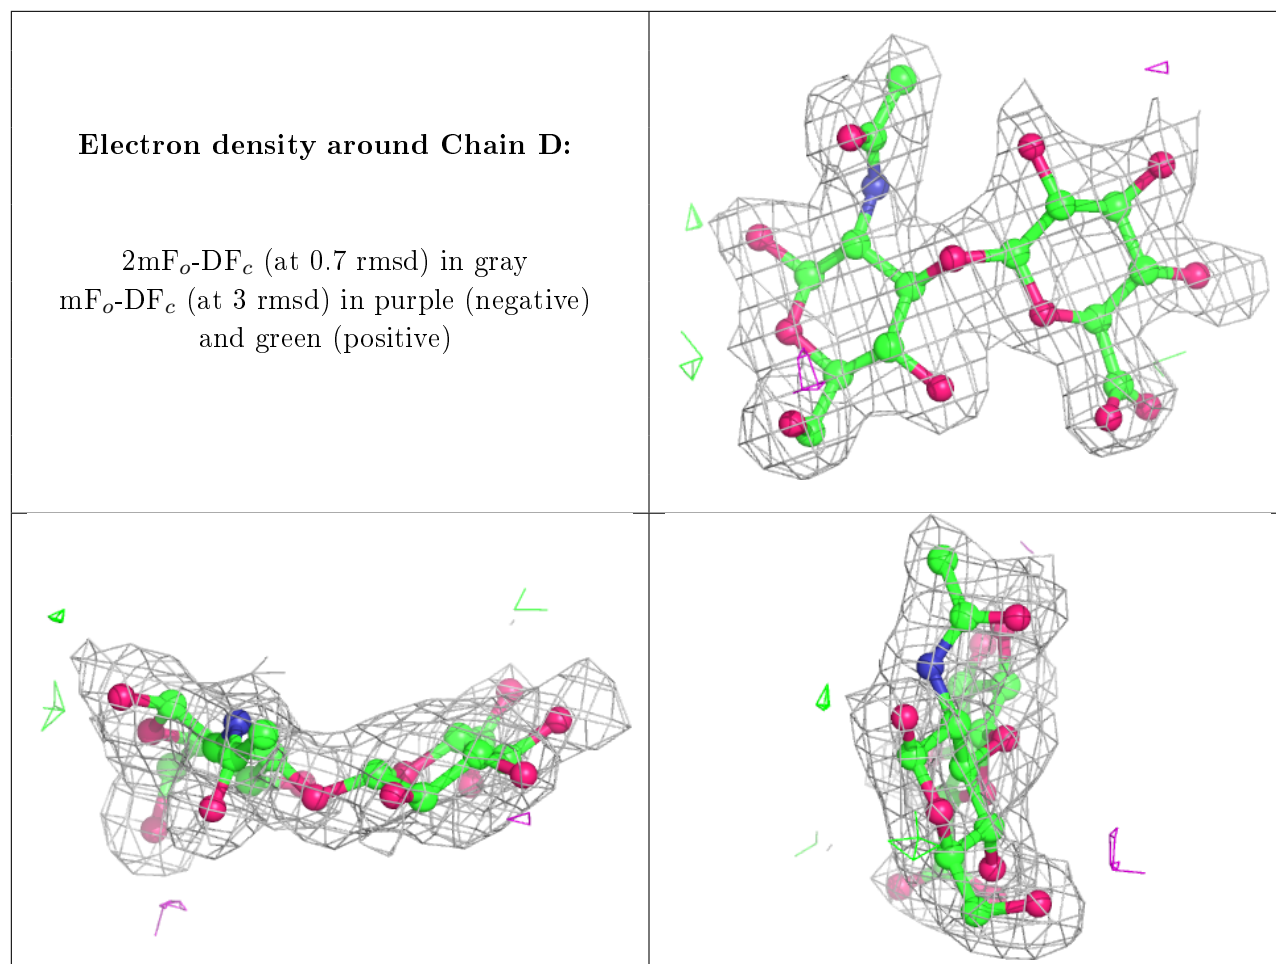 Electron density around Chain D:
2mFo-DFc (at 0.7 rmsd) in gray
mFo-DFc (at 3 rmsd) in purple (negative)
and green (positive)